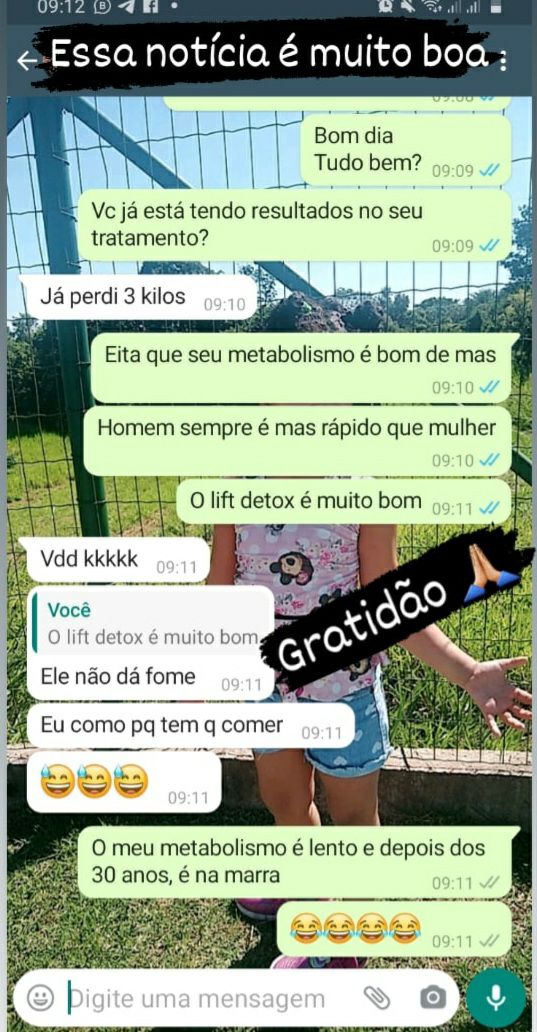 09:12
Essa notícia é muito boa
09:08
Bom dia
Tudo bem? 09:09
Vc já está tendo resultados no seu
tratamento? 09:09
Já perdi 3 kilos 09:10
Eita que seu metabolismo é bom de mas
09:10
Homem sempre é mas rápido que mulher
09:10
O lift detox é muito bom 09:11
Vdd kkkkk 09:11
Você
O lift detox é muito bom
Gratidão 🙏
Ele não dá fome 09:11
Eu como pq tem q comer 09:11
😅😅😅 09:11
O meu metabolismo é lento e depois dos
30 anos, é na marra 09:11
😂😂😂😂 09:11
Digite uma mensagem